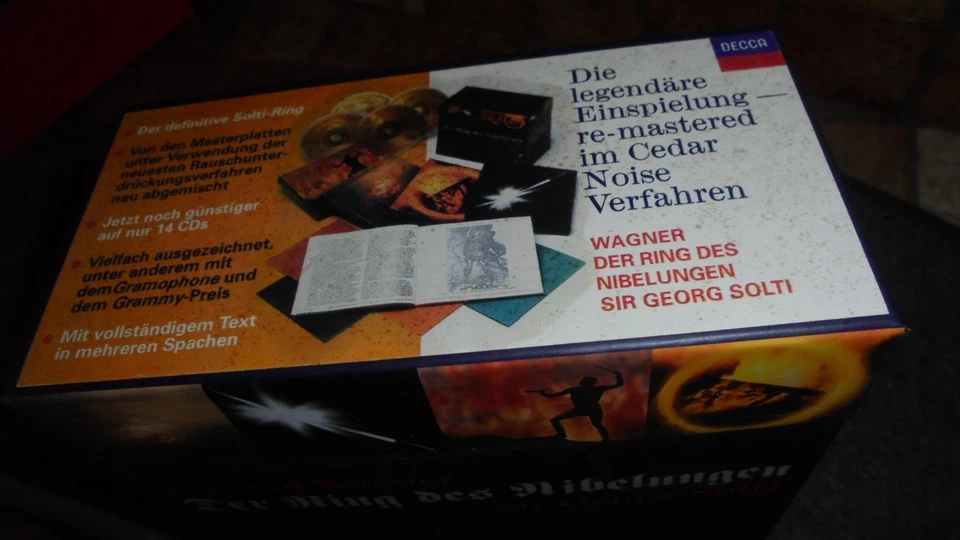 DECCA
Der definitive Solti-Ring
Von den Masterplatten
unter Verwendung der
neuesten Rauschunter-
drückungsverfahren
neu abgemischt
Jetzt noch günstiger
auf nur 14 CDs
Vielfach ausgezeichnet,
unter anderem mit
dem Gramophone und
dem Grammy-Preis
Mit vollständigem Text
in mehreren Spachen
Die
legendäre
Einspielung —
re-mastered
im Cedar
Noise
Verfahren
WAGNER
DER RING DES
NIBELUNGEN
SIR GEORG SOLTI
Der Ring des Nibelungen